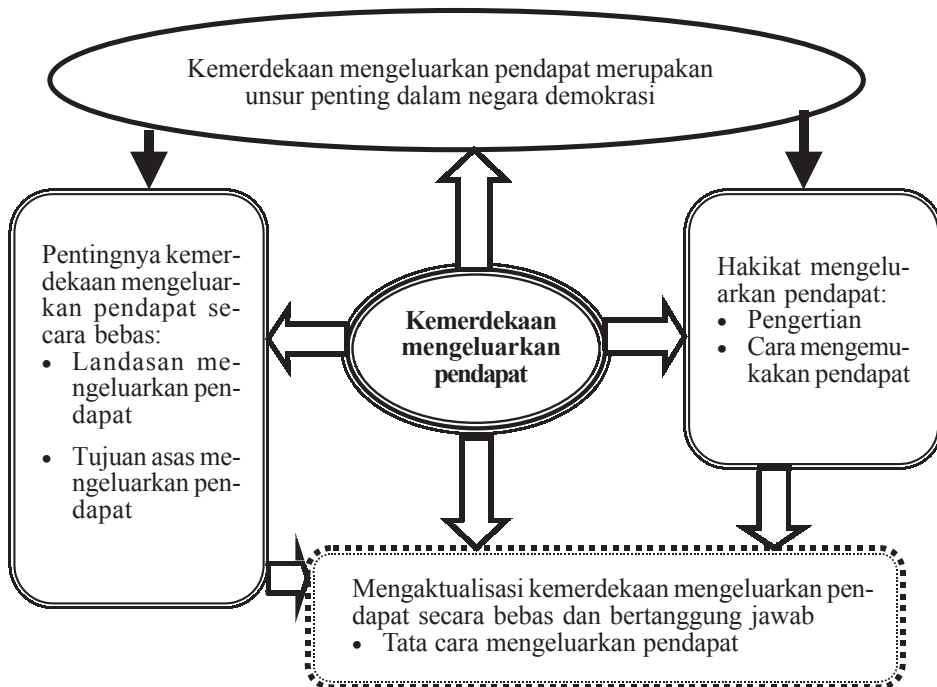 Kemerdekaan mengeluarkan pendapat merupakan
unsur penting dalam negara demokrasi
Pentingnya kemer-
dekaan mengeluar-
kan pendapat se-
cara bebas:
• Landasan me-
ngeluarkan pen-
dapat
• Tujuan asas me-
ngeluarkan pen-
dapat
Kemerdekaan
mengeluarkan
pendapat
Hakikat mengelu-
arkan pendapat:
• Pengertian
• Cara mengemu-
kakan pendapat
Mengaktualisasi kemerdekaan mengeluarkan pen-
dapat secara bebas dan bertanggung jawab
• Tata cara mengeluarkan pendapat